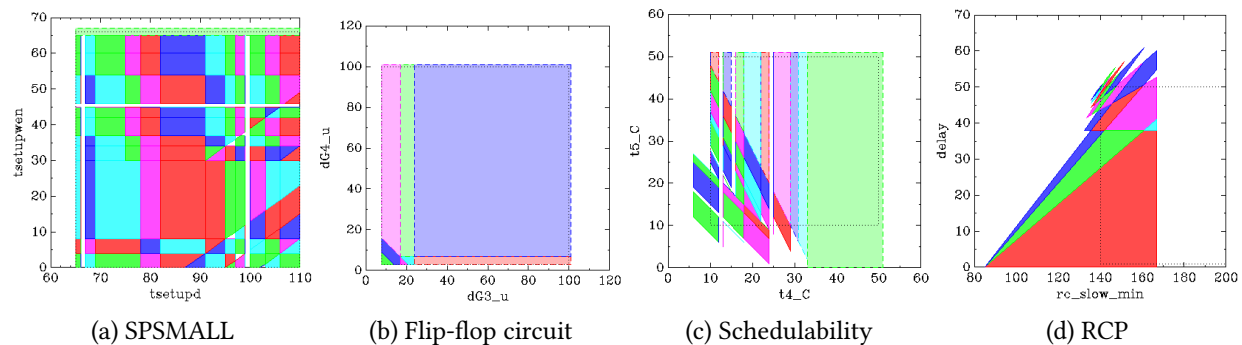 70
60
50
40
30
20
10
0
tsetupwen
60 70 80 90 100 110
tsetupd
(a) SPSMALL
120
100
80
60
40
20
0
dG4_u
0 20 40 60 80 100 120
dG3_u
(b) Flip-flop circuit
60
50
40
30
20
10
0
t5_C
0 10 20 30 40 50 60
t4_C
(c) Schedulability
70
60
50
40
30
20
10
0
delay
80 100 120 140 160 180 200
rc_slow_min
(d) RCP